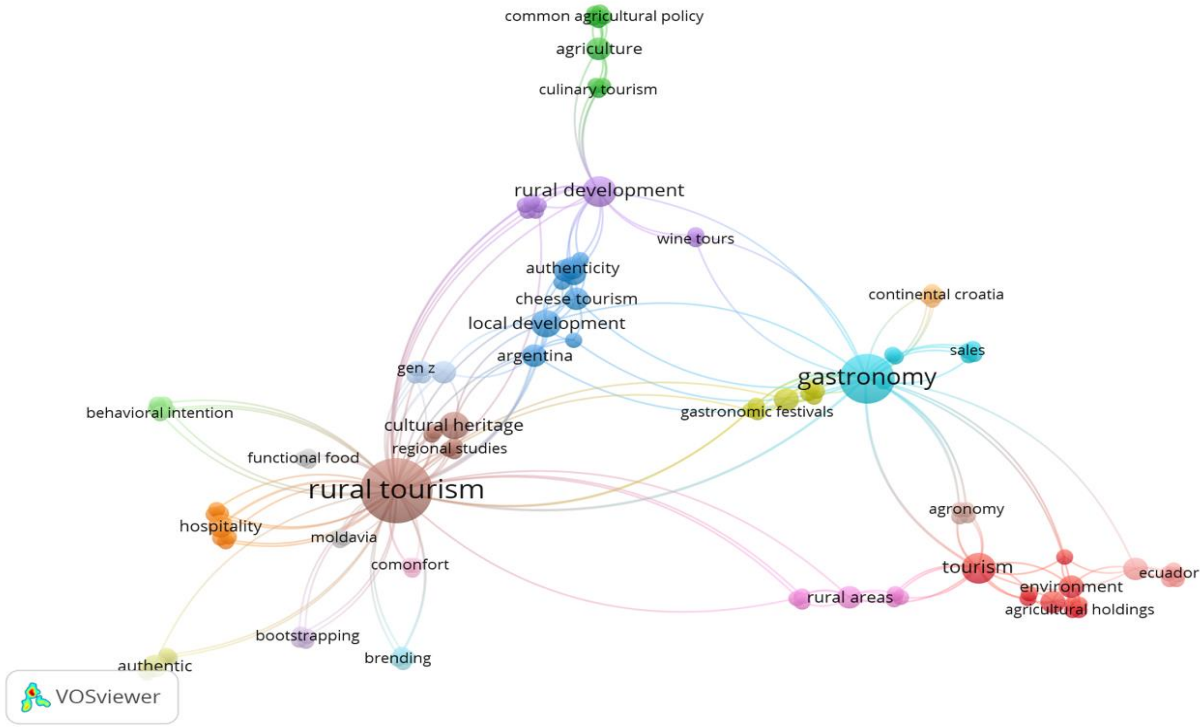 common agricultural policy
agriculture
culinary tourism
rural development
wine tours
authenticity
cheese tourism
continental croatia
local development
sales
argentina
gen z
gastronomy
behavioral intention
gastronomic festivals
cultural heritage
regional studies
functional food
rural tourism
agronomy
hospitality
moldavia
comonfort
tourism
ecuador
environment
rural areas
agricultural holdings
bootstrapping
brending
authentic
VOSviewer